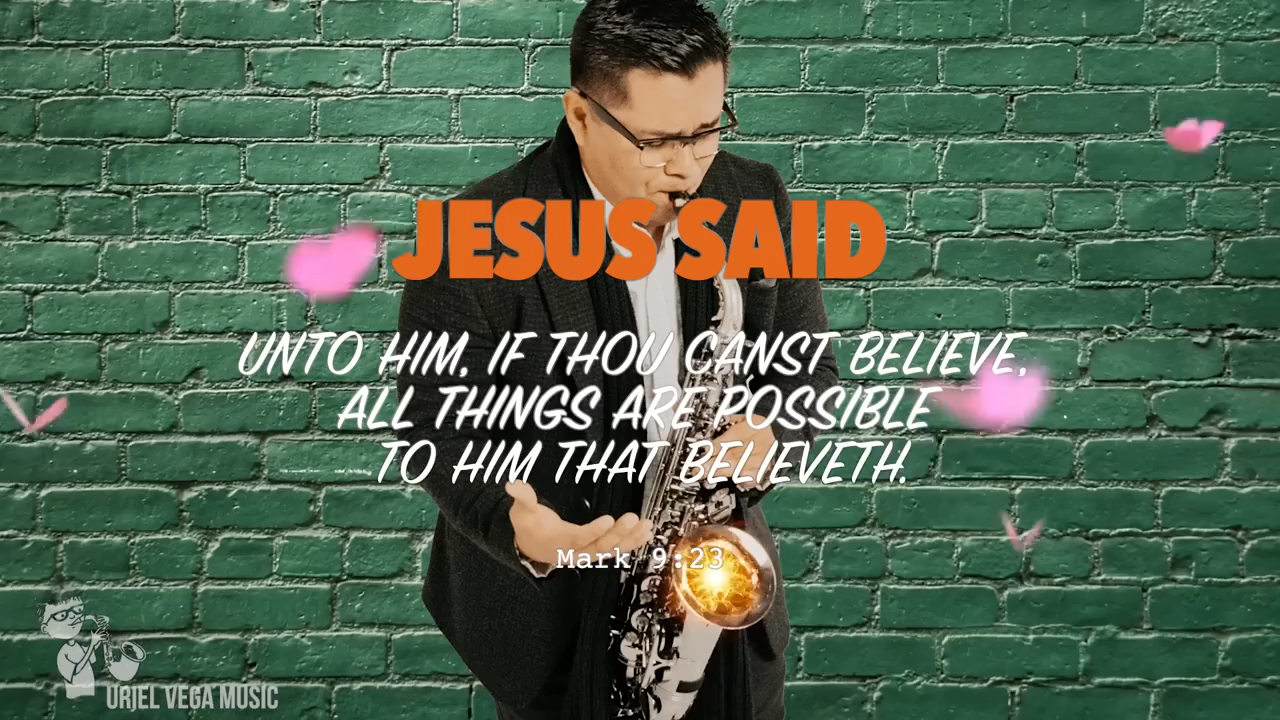 JESUS SAID
UNTO HIM, IF THOU CANST BELIEVE,
ALL THINGS ARE POSSIBLE
TO HIM THAT BELIEVETH.
Mark 9:23
URIEL VEGA MUSIC